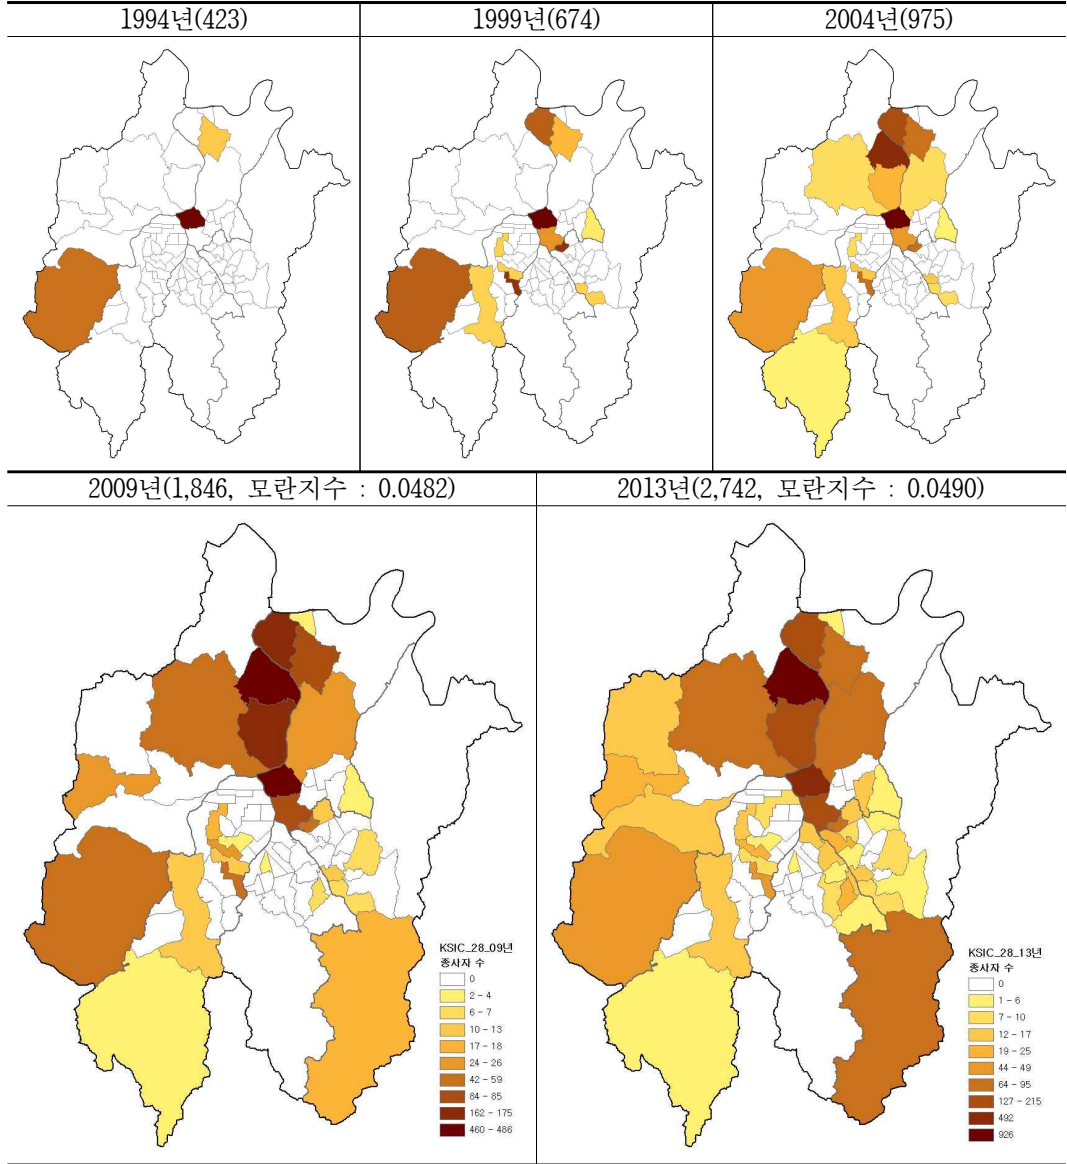 1994년(423)
1999년(674)
2004년(975)
2009년(1,846, 모란지수 : 0.0482)
2013년(2,742, 모란지수 : 0.0490)
KSIC_28_09년
종사자 수
0
2 - 4
6 - 7
10 - 13
17 - 18
24 - 26
42 - 59
84 - 85
162 - 175
460 - 486
KSIC_28_13년
종사자 수
0
1 - 6
7 - 10
12 - 17
19 - 25
44 - 49
64 - 95
127 - 215
492
926